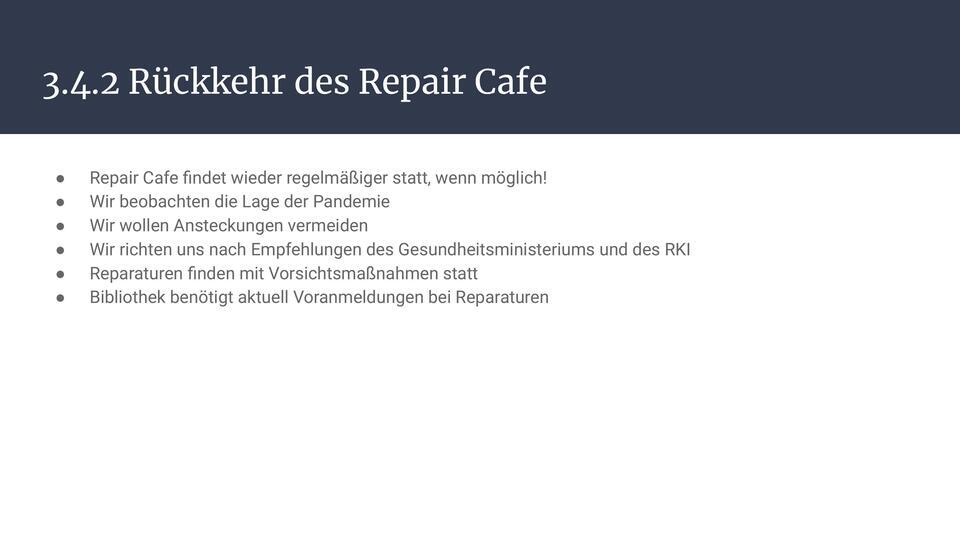 3.4.2 Rückkehr des Repair Cafe
● Repair Cafe findet wieder regelmäßiger statt, wenn möglich!
● Wir beobachten die Lage der Pandemie
● Wir wollen Ansteckungen vermeiden
● Wir richten uns nach Empfehlungen des Gesundheitsministeriums und des RKI
● Reparaturen finden mit Vorsichtsmaßnahmen statt
● Bibliothek benötigt aktuell Voranmeldungen bei Reparaturen